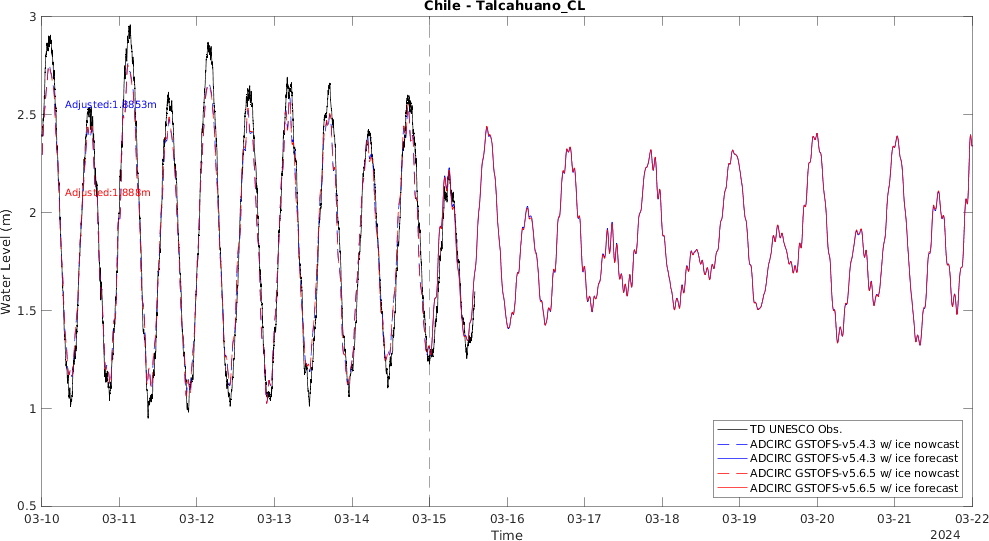 Chile - Talcahuano_CL
Water Level (m)
3
2.5
2
1.5
1
0.5
Adjusted:1.8853m
Adjusted:1.888m
TD UNESCO Obs.
ADCIRC GSTOFS-v5.4.3 w/ ice nowcast
ADCIRC GSTOFS-v5.4.3 w/ ice forecast
ADCIRC GSTOFS-v5.6.5 w/ ice nowcast
ADCIRC GSTOFS-v5.6.5 w/ ice forecast
03-10 03-11 03-12 03-13 03-14 03-15 03-16 03-17 03-18 03-19 03-20 03-21 03-22
Time
2024